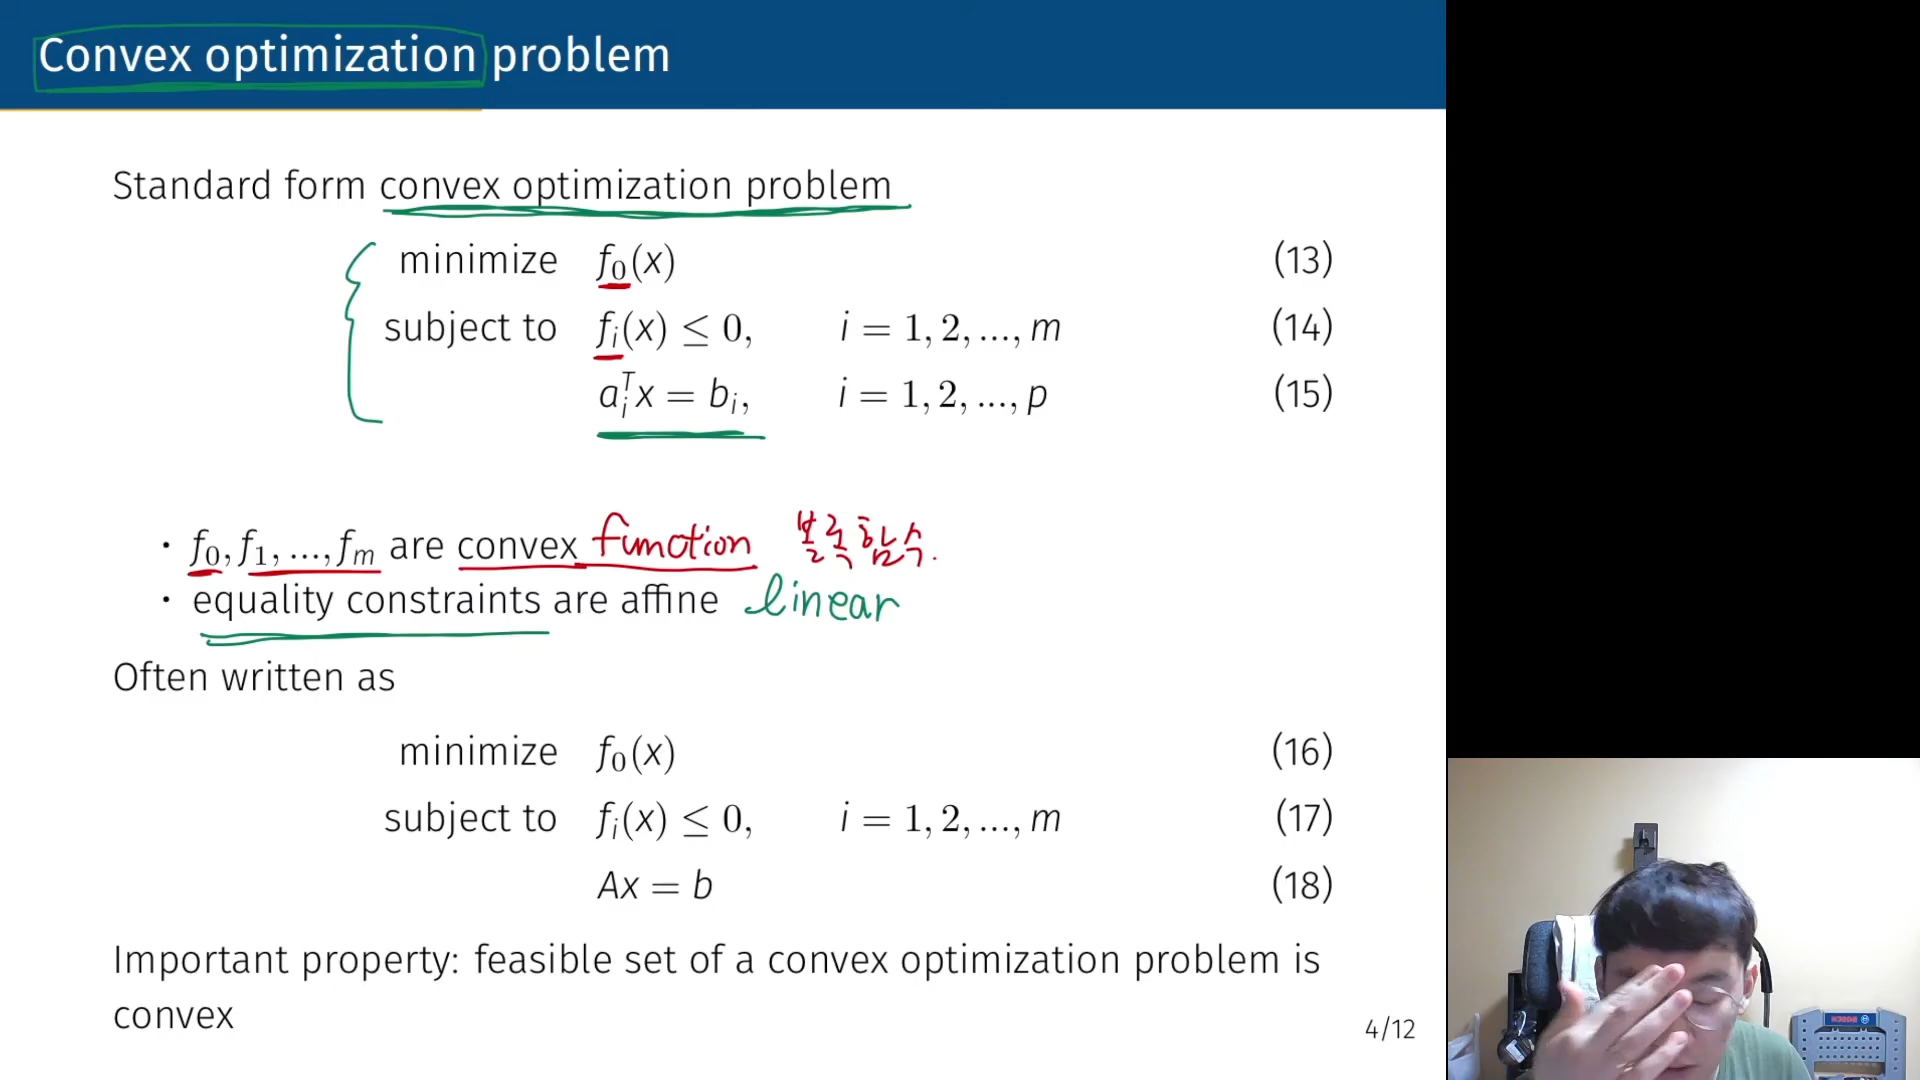 Convex optimization problem
Standard form convex optimization problem
minimize f₀(x) (13)
subject to fᵢ(x) ≤ 0, i = 1, 2, ..., m (14)
aᵢᵀx = bᵢ, i = 1, 2, ..., p (15)
· f₀, f₁, ..., fₘ are convex function 볼록함수.
· equality constraints are affine linear
Often written as
minimize f₀(x) (16)
subject to fᵢ(x) ≤ 0, i = 1, 2, ..., m (17)
Ax = b (18)
Important property: feasible set of a convex optimization problem is
convex
4/12
BOSCH